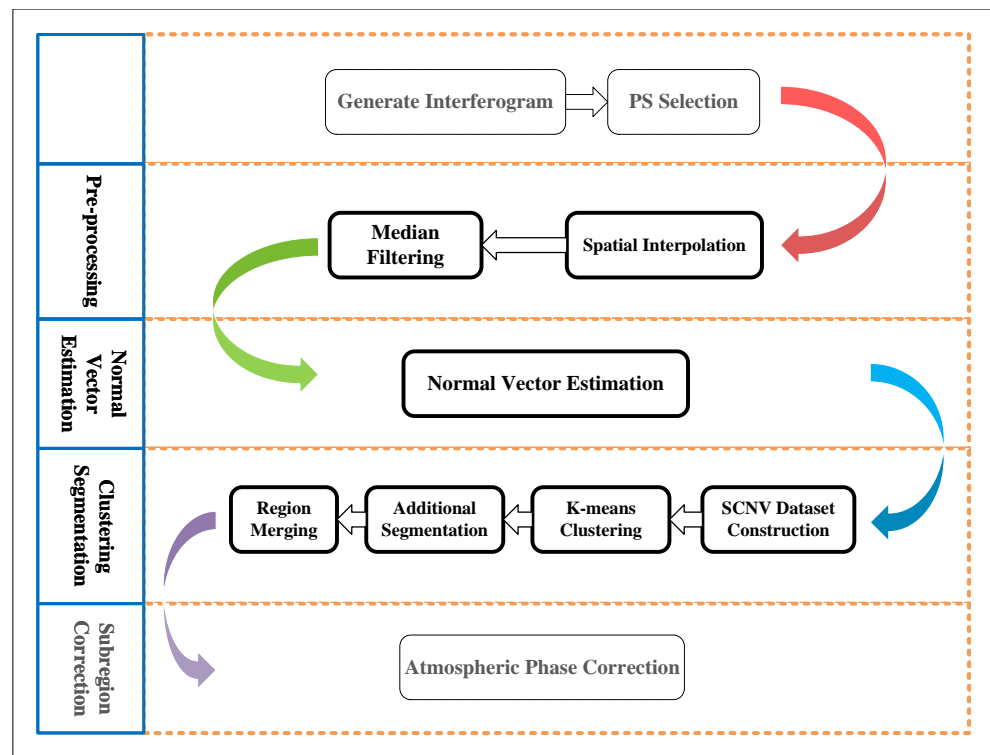 Generate Interferogram
PS Selection
Pre-processing
Median
Filtering
Spatial Interpolation
Normal
Vector
Estimation
Normal Vector Estimation
Clustering
Segmentation
Region
Merging
Additional
Segmentation
K-means
Clustering
SCNV Dataset
Construction
Subregion
Correction
Atmospheric Phase Correction